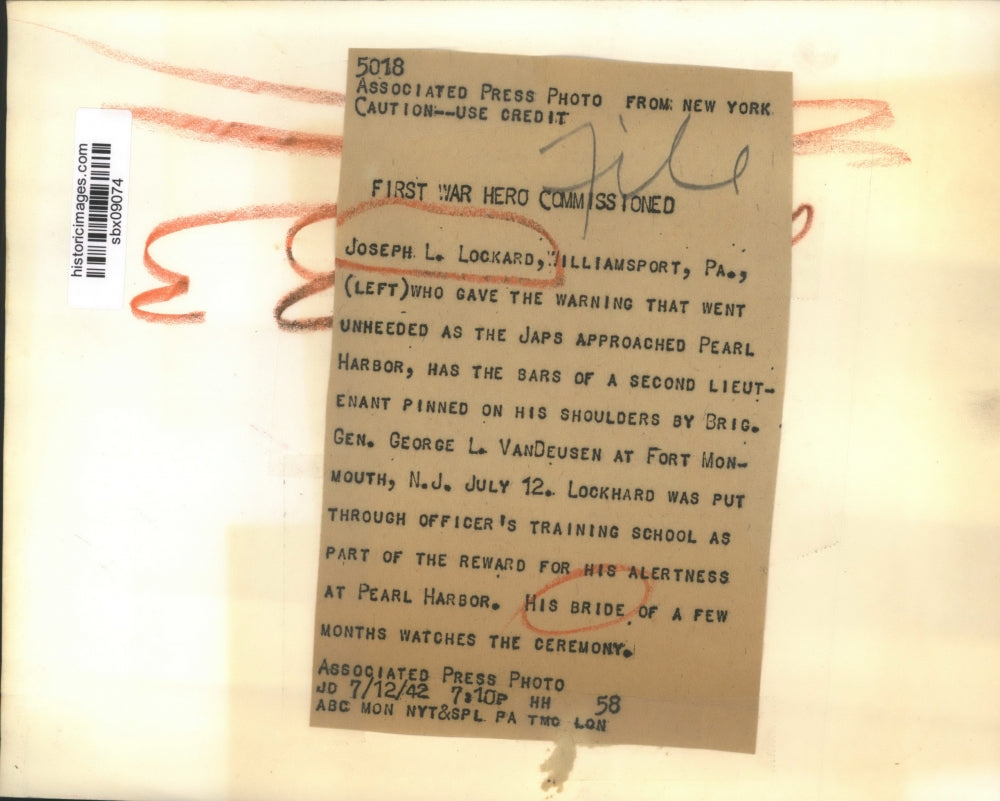 5018
ASSOCIATED PRESS PHOTO FROM NEW YORK
CAUTION--USE CREDIT
File
FIRST WAR HERO COMMISSIONED
JOSEPH L. LOCKARD, WILLIAMSPORT, PA.,
(LEFT)WHO GAVE THE WARNING THAT WENT
UNHEEDED AS THE JAPS APPROACHED PEARL
HARBOR, HAS THE BARS OF A SECOND LIEUT-
ENANT PINNED ON HIS SHOULDERS BY BRIG.
GEN. GEORGE L. VANDEUSEN AT FORT MON-
MOUTH, N.J. JULY 12. LOCKHARD WAS PUT
THROUGH OFFICER'S TRAINING SCHOOL AS
PART OF THE REWARD FOR HIS ALERTNESS
AT PEARL HARBOR. HIS BRIDE OF A FEW
MONTHS WATCHES THE CEREMONY.
ASSOCIATED PRESS PHOTO
JD 7/12/42 7:10P HH 58
ABC MON NYT&SPL PA TMC LON
historicimages.com
sbx09074